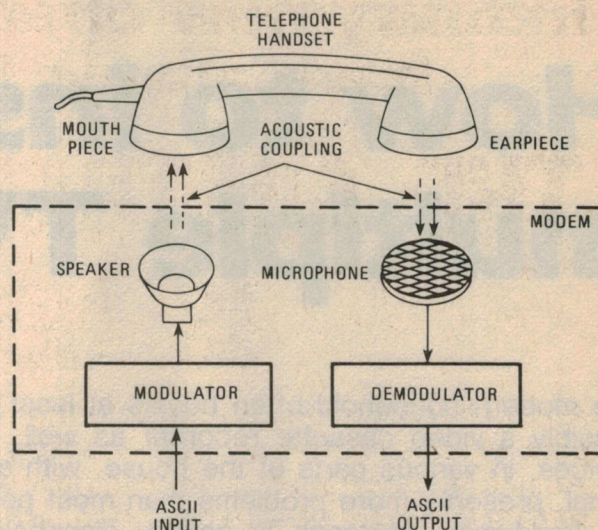 TELEPHONE
HANDSET
MOUTH
PIECE
ACOUSTIC
COUPLING
EARPIECE
MODEM
SPEAKER
MICROPHONE
MODULATOR
DEMODULATOR
ASCII
INPUT
ASCII
OUTPUT